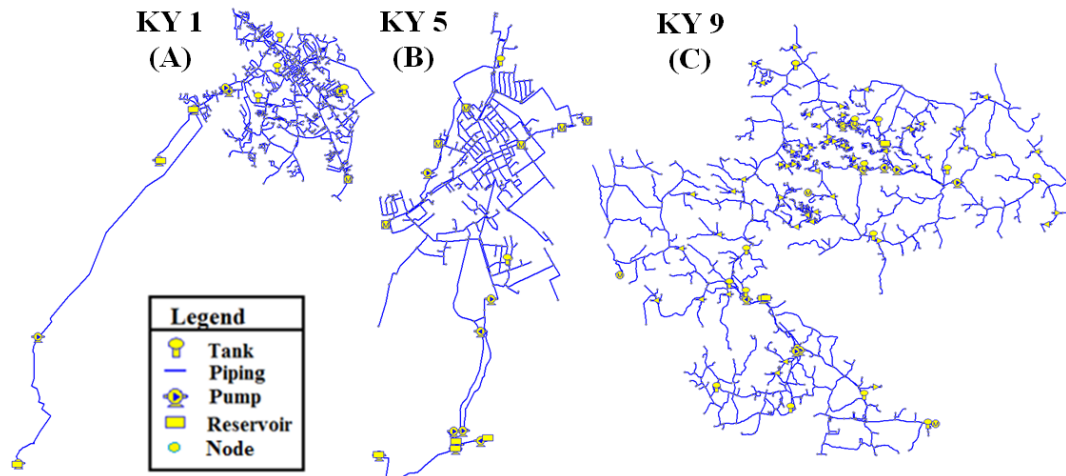 KY 1
(A)
KY 5
(B)
KY 9
(C)
Legend
Tank
Piping
Pump
Reservoir
Node